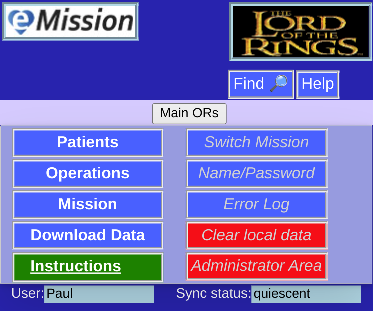 eMission
THE
LORD
OF THE
RINGS
Find 🔎 Help
Main ORs
Patients Switch Mission
Operations Name/Password
Mission Error Log
Download Data Clear local data
Instructions Administrator Area
User: Paul Sync status: quiescent